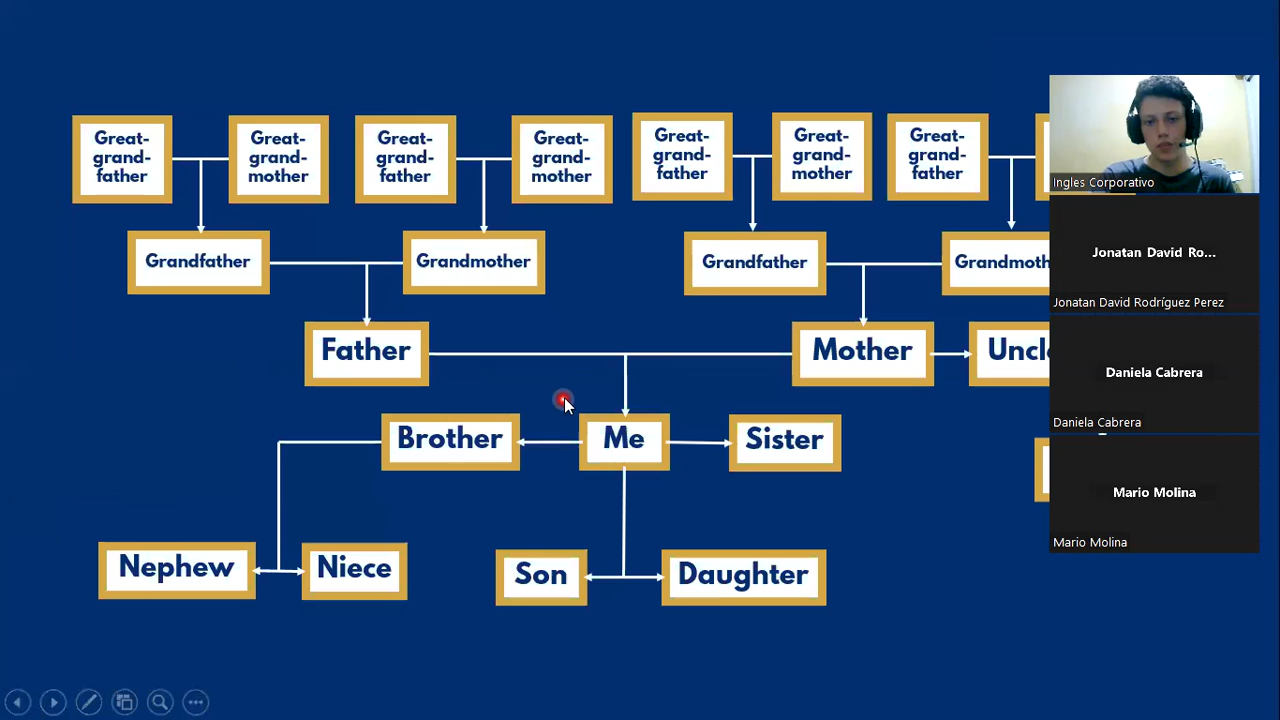 Great-
grand-
father
Great-
grand-
mother
Great-
grand-
father
Great-
grand-
mother
Great-
grand-
father
Great-
grand-
mother
Great-
grand-
father
Grandfather
Grandmother
Grandfather
Grandmoth
Father
Mother
Uncl
Brother
Me
Sister
Nephew
Niece
Son
Daughter
Ingles Corporativo
Jonatan David Ro...
Jonatan David Rodríguez Perez
Daniela Cabrera
Daniela Cabrera
Mario Molina
Mario Molina